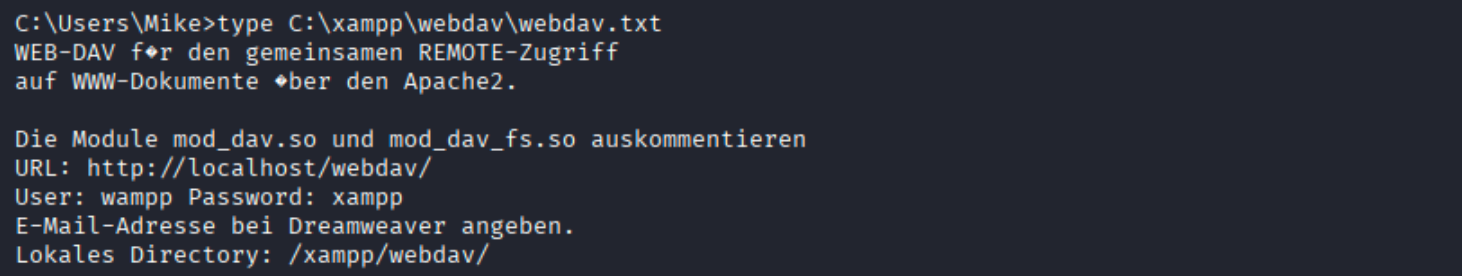 C:\Users\Mike>type C:\xampp\webdav\webdav.txt
WEB-DAV f�r den gemeinsamen REMOTE-Zugriff
auf WWW-Dokumente �ber den Apache2.
Die Module mod_dav.so und mod_dav_fs.so auskommentieren
URL: http://localhost/webdav/
User: wampp Password: xampp
E-Mail-Adresse bei Dreamweaver angeben.
Lokales Directory: /xampp/webdav/